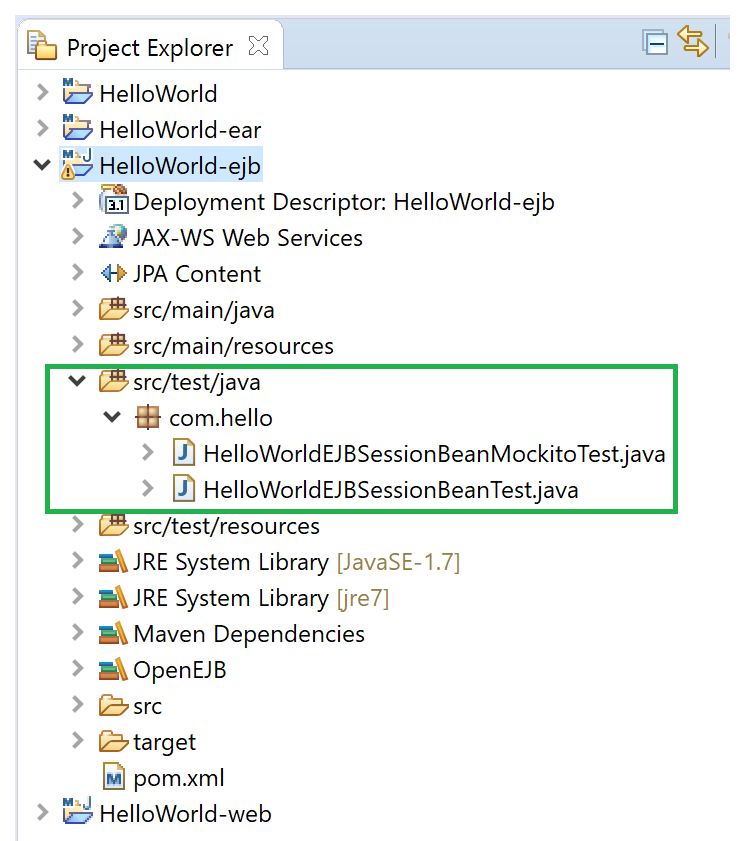 Project Explorer
HelloWorld
HelloWorld-ear
HelloWorld-ejb
Deployment Descriptor: HelloWorld-ejb
JAX-WS Web Services
JPA Content
src/main/java
src/main/resources
src/test/java
com.hello
HelloWorldEJBSessionBeanMockitoTest.java
HelloWorldEJBSessionBeanTest.java
src/test/resources
JRE System Library [JavaSE-1.7]
JRE System Library [jre7]
Maven Dependencies
OpenEJB
src
target
pom.xml
HelloWorld-web